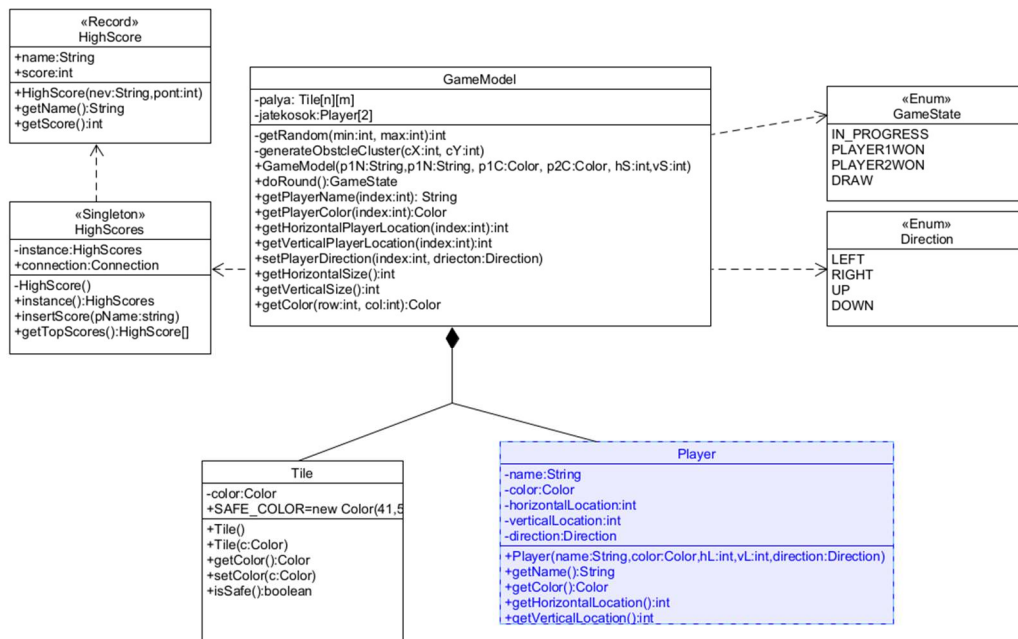 «Record»
HighScore
+name:String
+score:int
+HighScore(nev:String,pont:int)
+getName():String
+getScore():int
«Singleton»
HighScores
-instance:HighScores
+connection:Connection
-HighScore()
+instance():HighScores
+insertScore(pName:string)
+getTopScores():HighScore[]
GameModel
-palya: Tile[n][m]
-jatekosok:Player[2]
-getRandom(min:int, max:int):int
-generateObstcleCluster(cX:int, cY:int)
+GameModel(p1N:String,p1N:String, p1C:Color, p2C:Color, hS:int,vS:int)
+doRound():GameState
+getPlayerName(index:int): String
+getPlayerColor(index:int):Color
+getHorizontalPlayerLocation(index:int):int
+getVerticalPlayerLocation(index:int):int
+setPlayerDirection(index:int, driecton:Direction)
+getHorizontalSize():int
+getVerticalSize():int
+getColor(row:int, col:int):Color
«Enum»
GameState
IN_PROGRESS
PLAYER1WON
PLAYER2WON
DRAW
«Enum»
Direction
LEFT
RIGHT
UP
DOWN
Tile
-color:Color
+SAFE_COLOR=new Color(41,5
+Tile()
+Tile(c:Color)
+getColor():Color
+setColor(c:Color)
+isSafe():boolean
Player
-name:String
-color:Color
-horizontalLocation:int
-verticalLocation:int
-direction:Direction
+Player(name:String,color:Color,hL:int,vL:int,direction:Direction)
+getName():String
+getColor():Color
+getHorizontalLocation():int
+getVerticalLocation():int